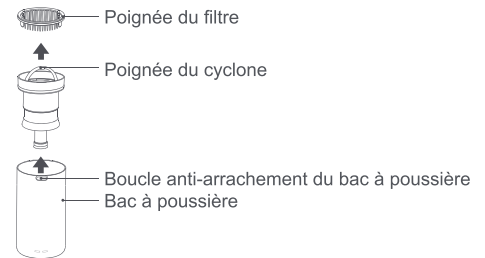 Poignée du filtre
Poignée du cyclone
Boucle anti-arrachement du bac à poussière
Bac à poussière